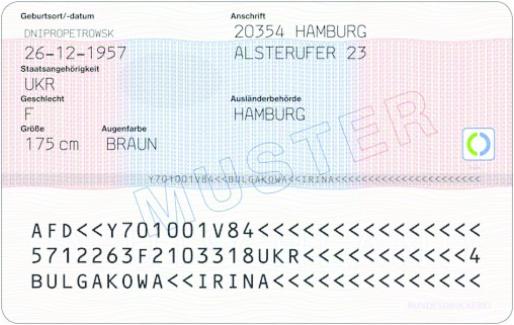 Geburtsort/-datum
DNIPROPETROWSK
26-12-1957
Staatsangehörigkeit
UKR
Geschlecht
F
Größe Augenfarbe
175 cm BRAUN
Anschrift
20354 HAMBURG
ALSTERUFER 23
Ausländerbehörde
HAMBURG
MUSTER
Y701001V84<<BULGAKOWA<<IRINA<<<<<<<<<<<<<<<<<<<<<<
AFD<<Y701001V84<<<<<<<<<<<<<<<
5712263F2103318UKR<<<<<<<<<<<4
BULGAKOWA<<IRINA<<<<<<<<<<<<<<
BUNDESDRUCKEREI